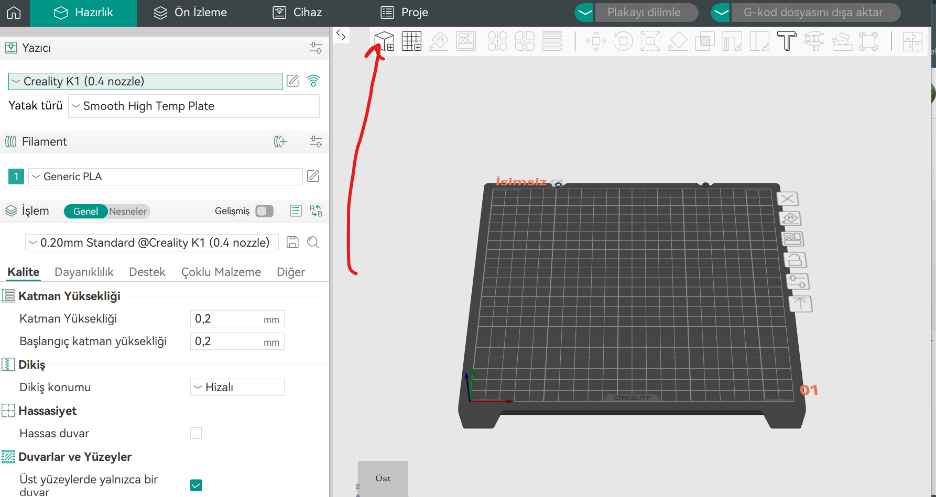 Hazırlık
Ön İzleme
Cihaz
Proje
Plakayı dilimle
G-kod dosyasını dışa aktar
Yazıcı
Creality K1 (0.4 nozzle)
Yatak türü
Smooth High Temp Plate
Filament
1
Generic PLA
İşlem
Genel
Nesneler
Gelişmiş
0.20mm Standard @Creality K1 (0.4 nozzle)
Kalite
Dayanıklılık
Destek
Çoklu Malzeme
Diğer
Katman Yüksekliği
Katman Yüksekliği
0,2 mm
Başlangıç katman yüksekliği
0,2 mm
Dikiş
Dikiş konumu
Hizalı
Hassasiyet
Hassas duvar
Duvarlar ve Yüzeyler
Üst yüzeylerde yalnızca bir
duvar
İsimsiz
CREALITY
01
Üst